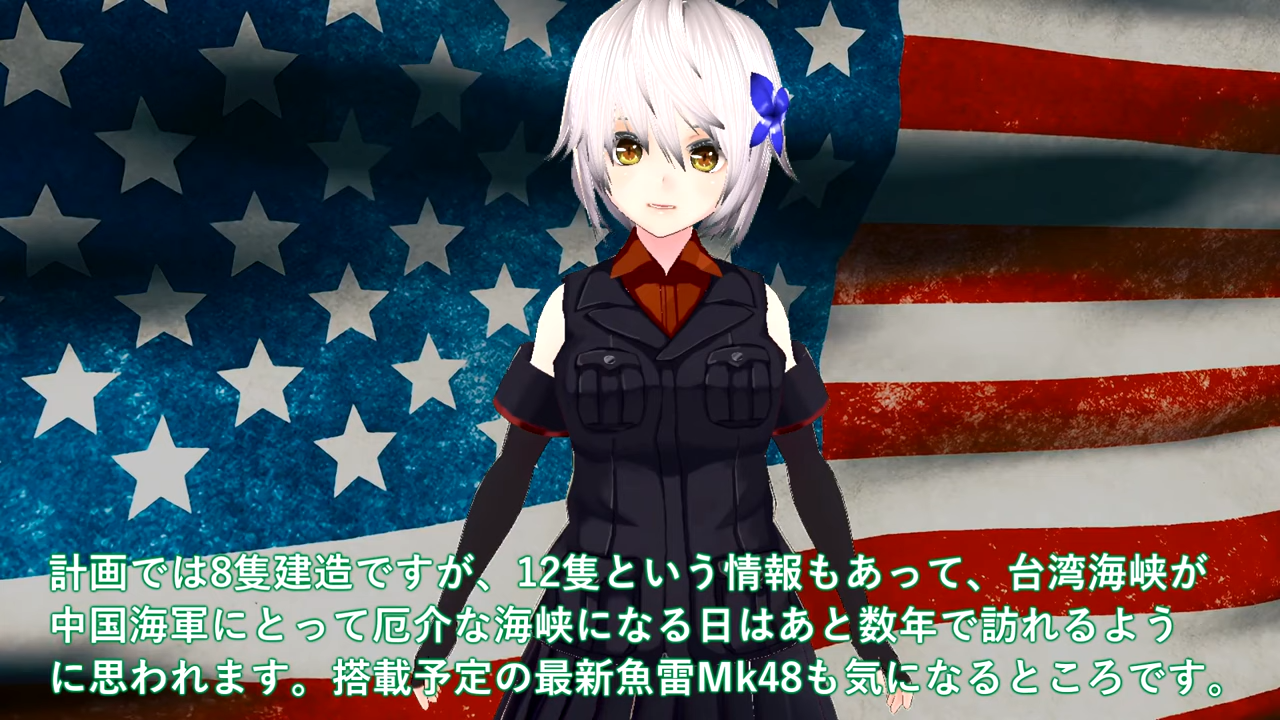 計画では8隻建造ですが、12隻という情報もあって、台湾海峡が
中国海軍にとって厄介な海峡になる日はあと数年で訪れるよう
に思われます。搭載予定の最新魚雷Mk48も気になるところです。